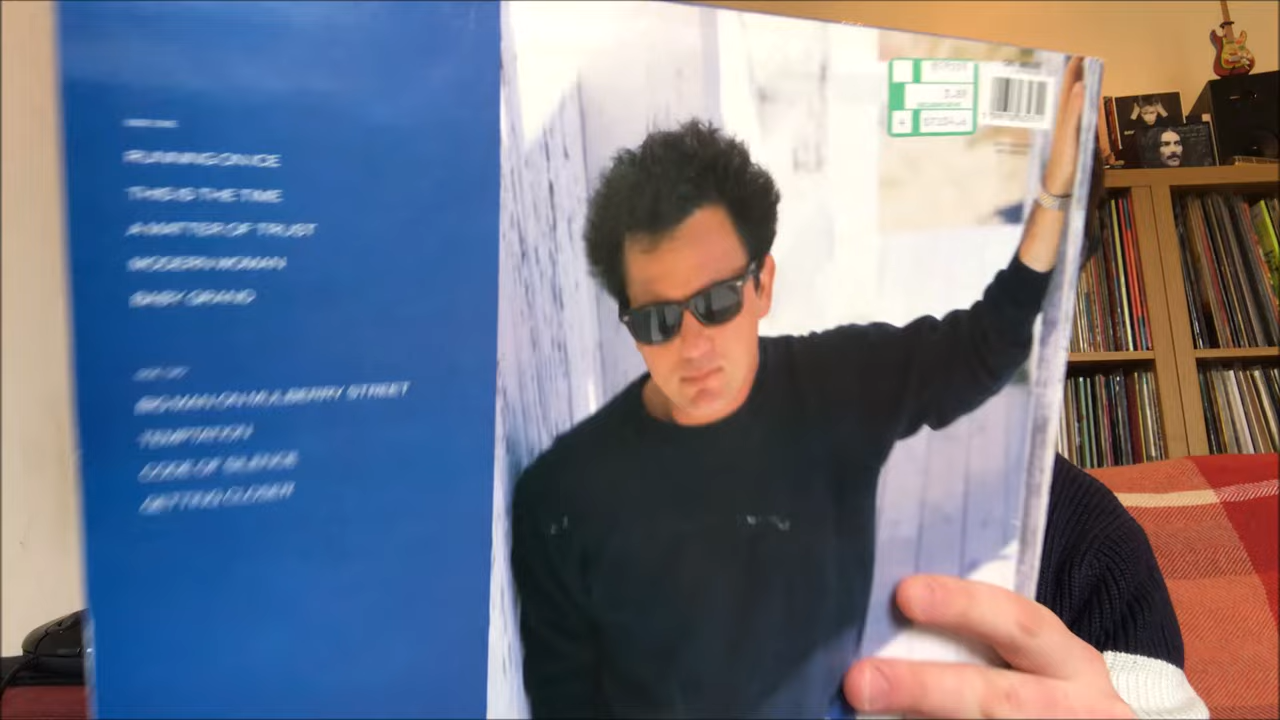 RUNNING ON ICE
THIS IS THE TIME
A MATTER OF TRUST
MODERN WOMAN
BABY GRAND
BIG MAN ON MULBERRY STREET
TEMPTATION
CODE OF SILENCE
GETTING CLOSER